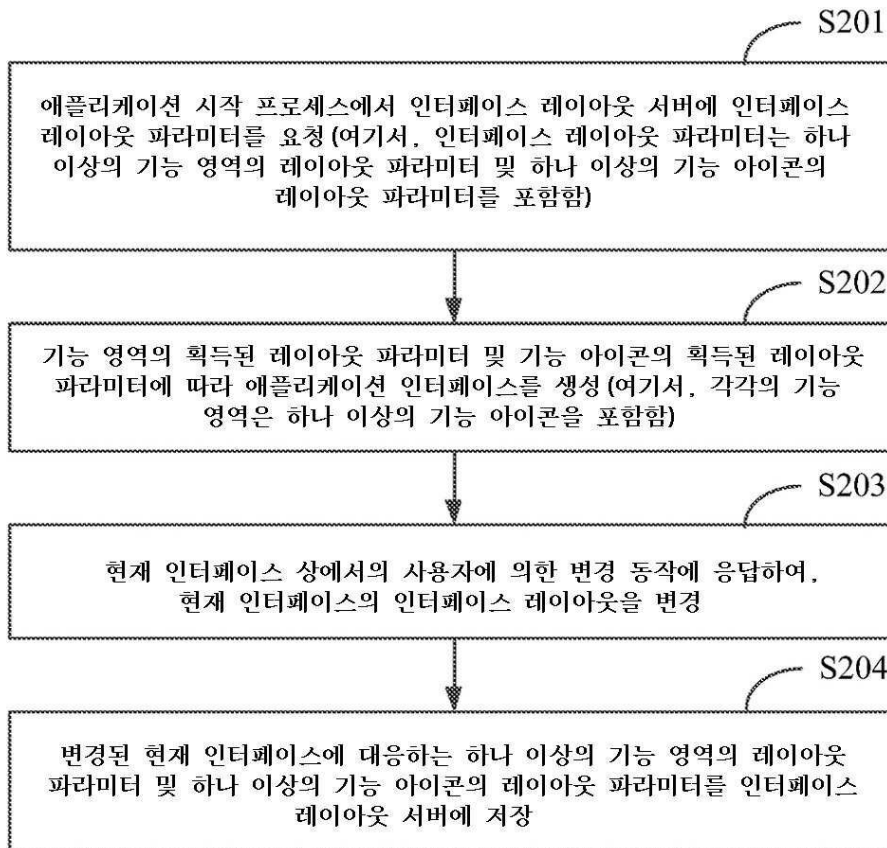 S201
애플리케이션 시작 프로세스에서 인터페이스 레이아웃 서버에 인터페이스
레이아웃 파라미터를 요청(여기서, 인터페이스 레이아웃 파라미터는 하나
이상의 기능 영역의 레이아웃 파라미터 및 하나 이상의 기능 아이콘의
레이아웃 파라미터를 포함함)
S202
기능 영역의 획득된 레이아웃 파라미터 및 기능 아이콘의 획득된 레이아웃
파라미터에 따라 애플리케이션 인터페이스를 생성(여기서, 각각의 기능
영역은 하나 이상의 기능 아이콘을 포함함)
S203
현재 인터페이스 상에서의 사용자에 의한 변경 동작에 응답하여,
현재 인터페이스의 인터페이스 레이아웃을 변경
S204
변경된 현재 인터페이스에 대응하는 하나 이상의 기능 영역의 레이아웃
파라미터 및 하나 이상의 기능 아이콘의 레이아웃 파라미터를 인터페이스
레이아웃 서버에 저장